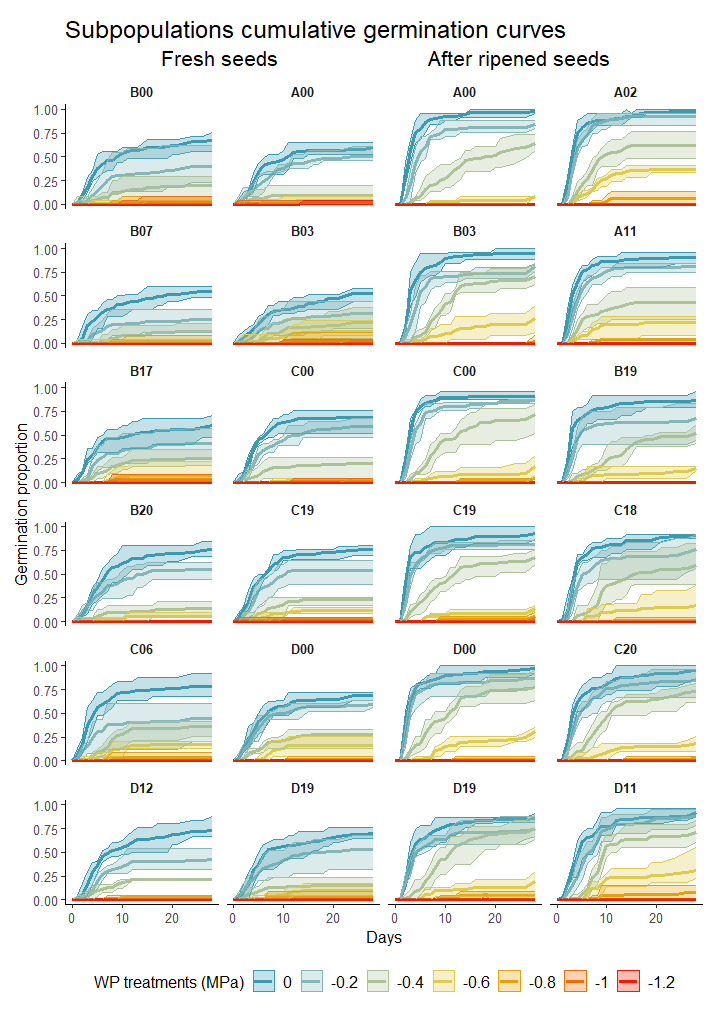 Subpopulations cumulative germination curves
Fresh seeds After ripened seeds
B00 A00 A00 A02
1.00
0.75
0.50
0.25
0.00
B07 B03 B03 A11
1.00
0.75
0.50
0.25
0.00
B17 C00 C00 B19
1.00
0.75
0.50
0.25
0.00
Germination proportion
B20 C19 C19 C18
1.00
0.75
0.50
0.25
0.00
C06 D00 D00 C20
1.00
0.75
0.50
0.25
0.00
D12 D19 D19 D11
1.00
0.75
0.50
0.25
0.00
0 10 20 0 10 20 0 10 20 0 10 20
Days
WP treatments (MPa) 0 -0.2 -0.4 -0.6 -0.8 -1 -1.2